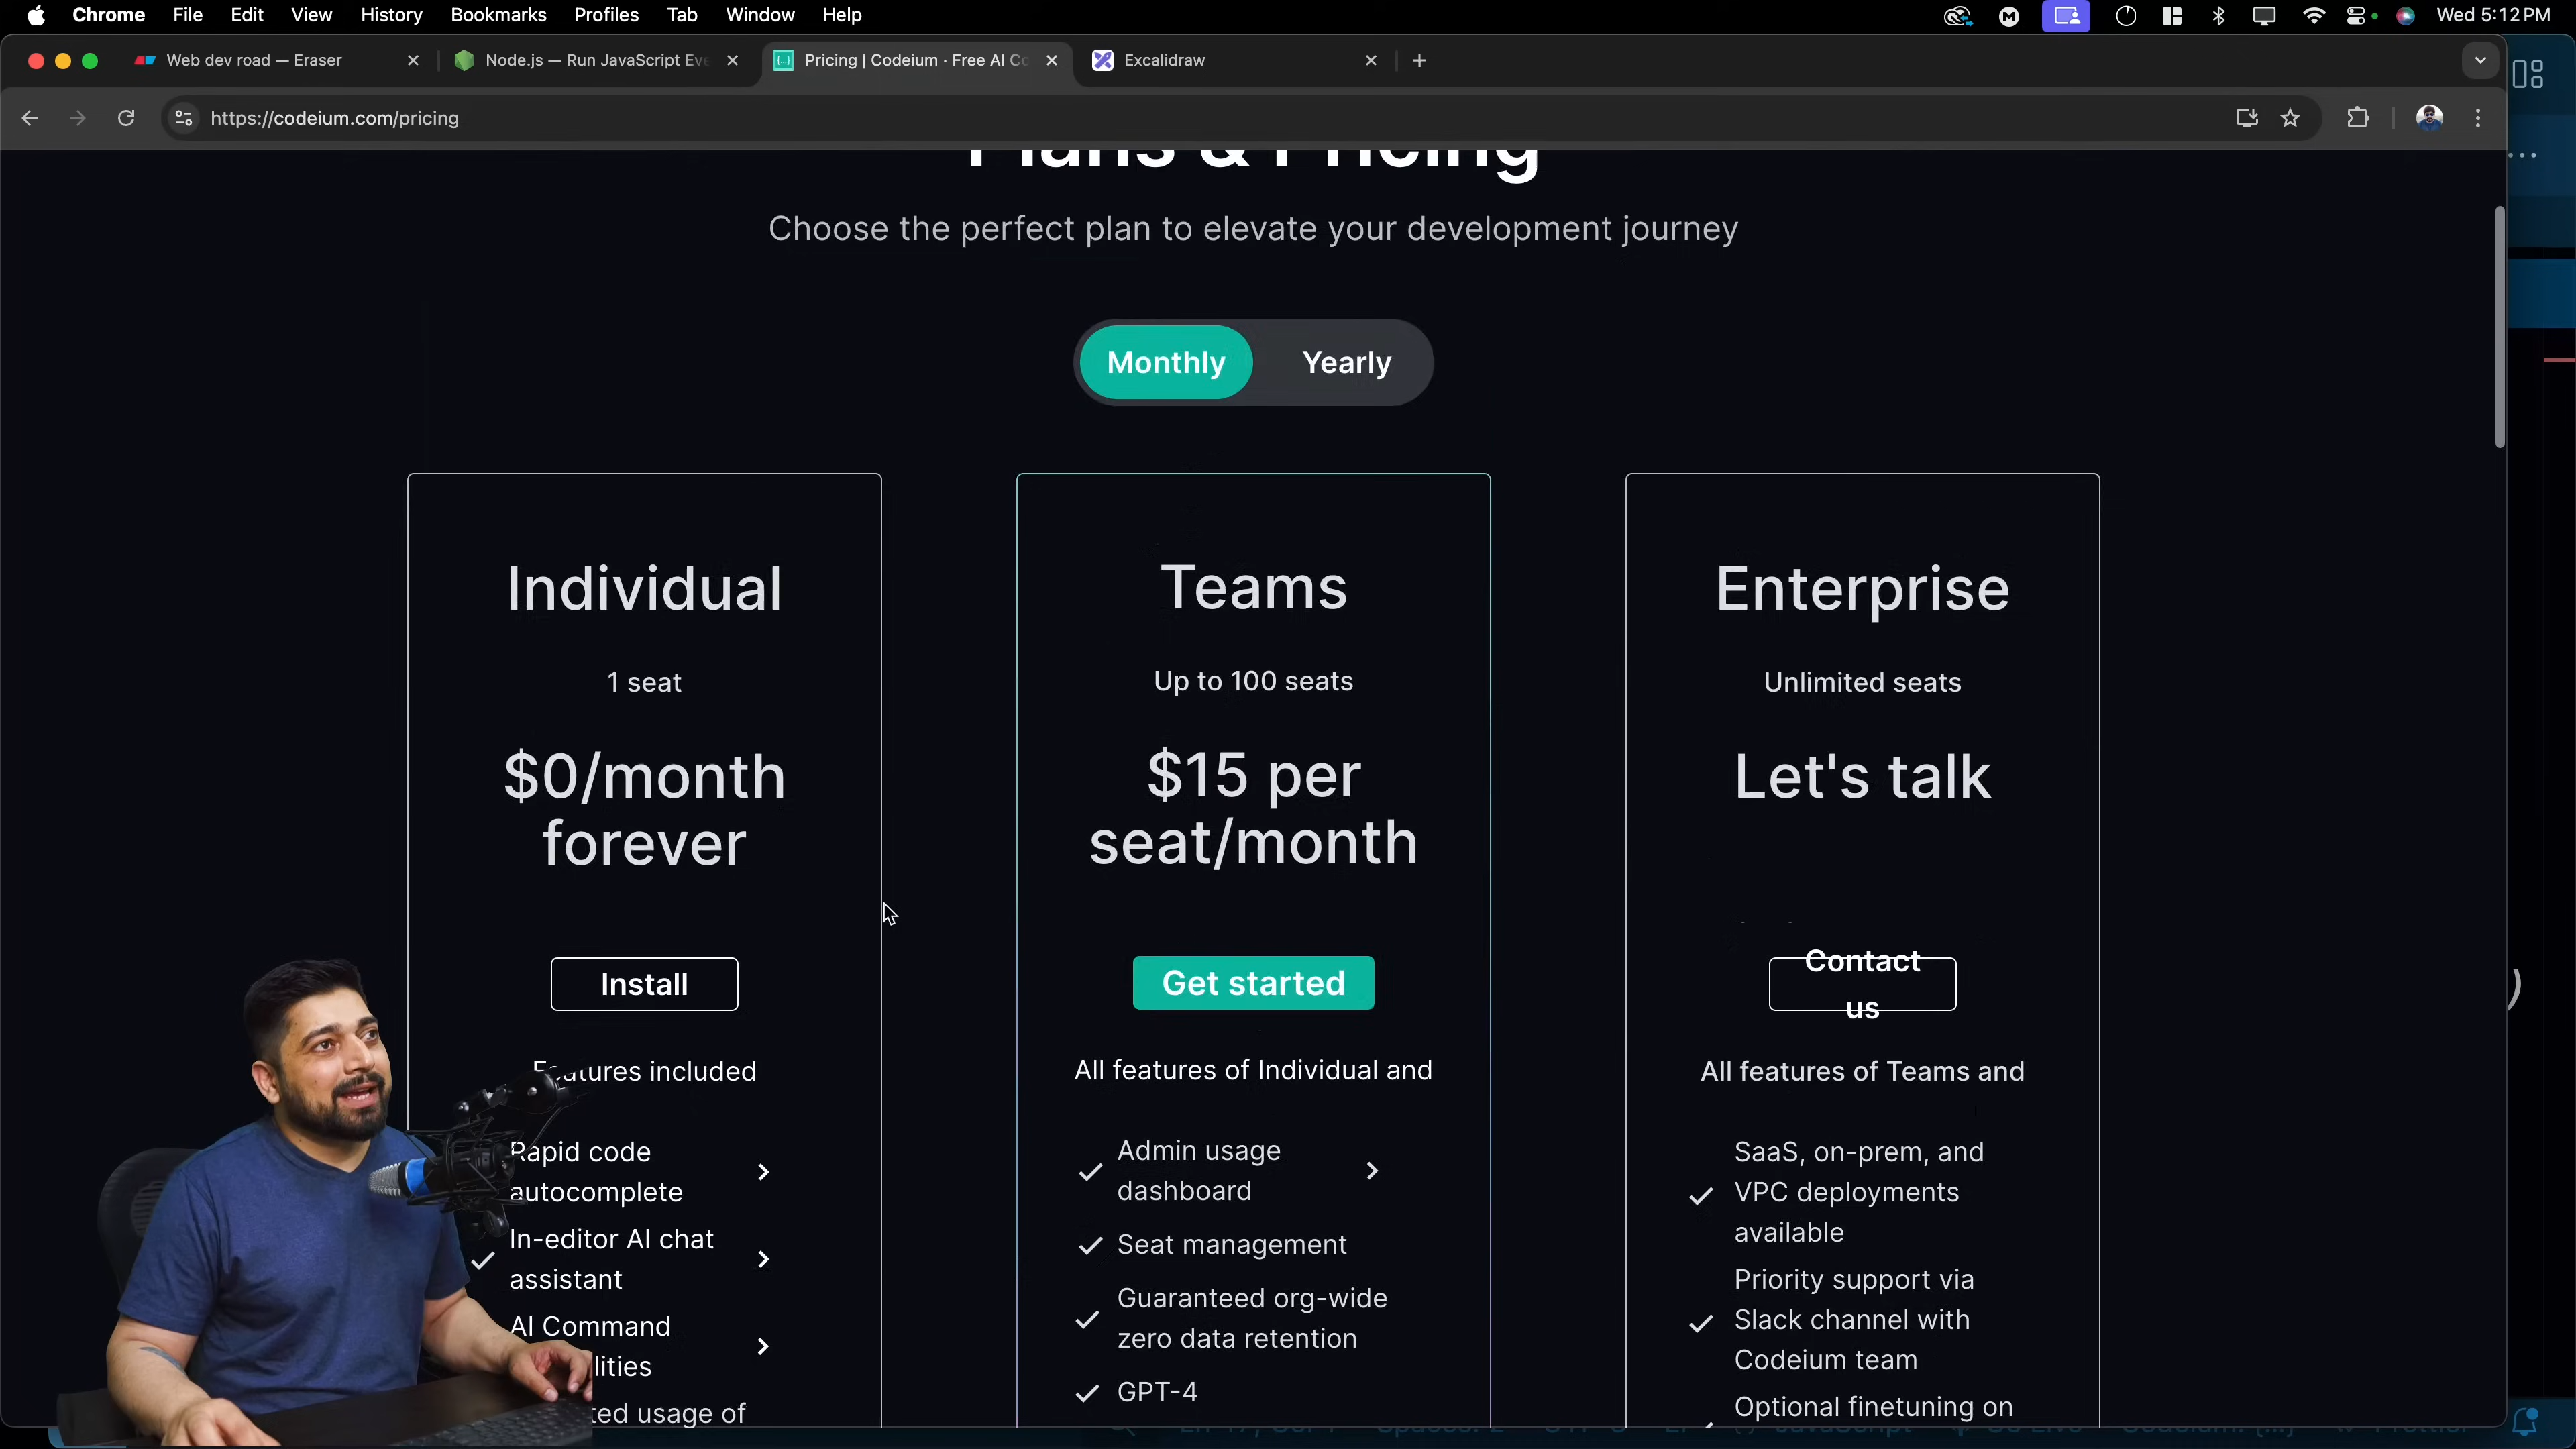 Chrome File Edit View History Bookmarks Profiles Tab Window Help
Wed 5:12 PM
Web dev road — Eraser
Node.js — Run JavaScript Eve
Pricing | Codeium · Free AI Co
Excalidraw
https://codeium.com/pricing
Plans & Pricing
Choose the perfect plan to elevate your development journey
Monthly
Yearly
Individual
1 seat
$0/month
forever
Install
Features included
Rapid code
autocomplete
In-editor AI chat
assistant
AI Command
lities
ted usage of
Teams
Up to 100 seats
$15 per
seat/month
Get started
All features of Individual and
Admin usage
dashboard
Seat management
Guaranteed org-wide
zero data retention
GPT-4
Enterprise
Unlimited seats
Let's talk
Contact
us
All features of Teams and
SaaS, on-prem, and
VPC deployments
available
Priority support via
Slack channel with
Codeium team
Optional finetuning on